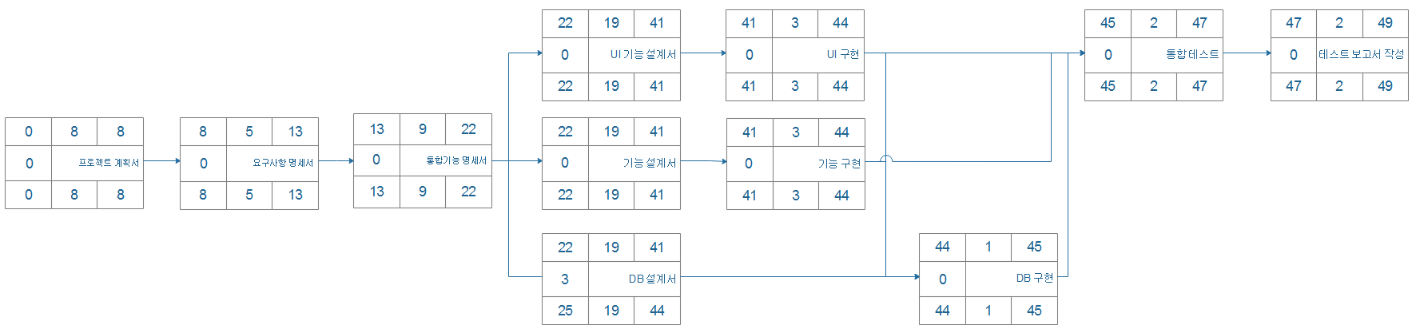 0 8 8
0 프로젝트 계획서
0 8 8
8 5 13
0 요구사항 명세서
8 5 13
13 9 22
0 통합기능 명세서
13 9 22
22 19 41
0 UI 기능 설계서
22 19 41
41 3 44
0 UI 구현
41 3 44
22 19 41
0 기능 설계서
22 19 41
41 3 44
0 기능 구현
41 3 44
22 19 41
3 DB 설계서
25 19 44
44 1 45
0 DB 구현
44 1 45
45 2 47
0 통합 테스트
45 2 47
47 2 49
0 테스트 보고서 작성
47 2 49